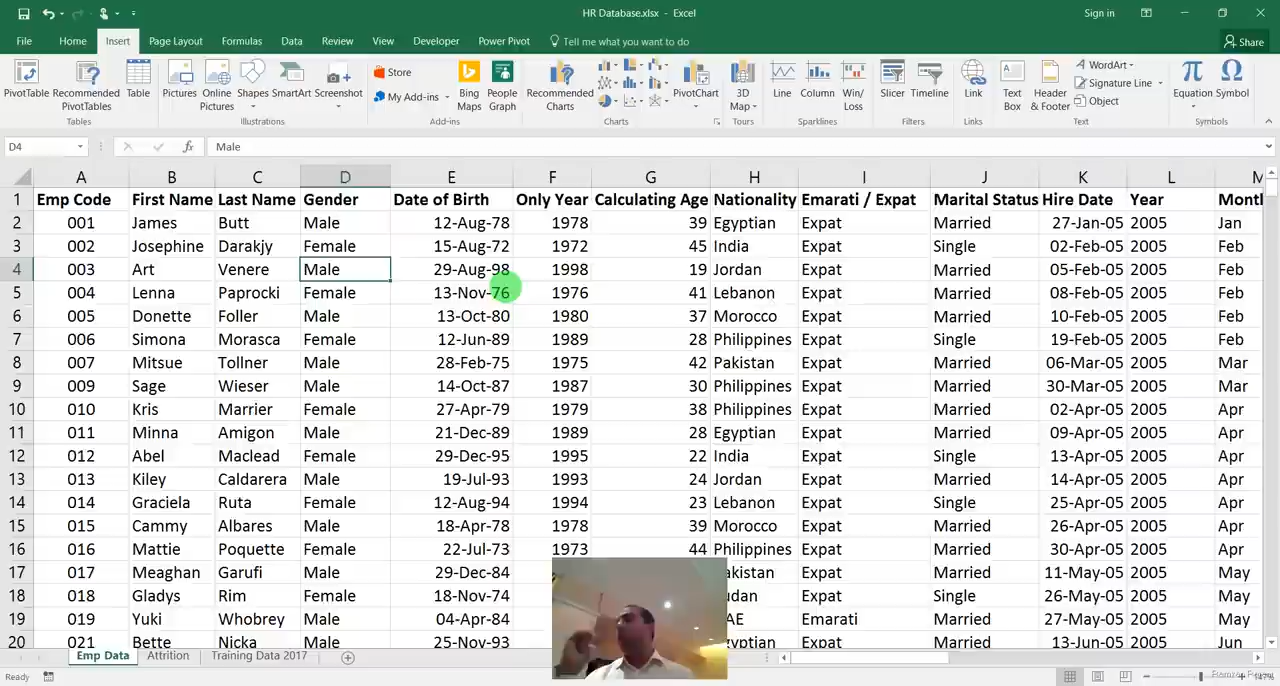 HR Database.xlsx - Excel
Sign in
File Home Insert Page Layout Formulas Data Review View Developer Power Pivot Tell me what you want to do Share
PivotTable Recommended PivotTables Table Pictures Online Pictures Shapes SmartArt Screenshot Store My Add-ins Bing Maps People Graph Recommended Charts PivotChart 3D Map Line Column Win/Loss Slicer Timeline Link Text Box Header & Footer WordArt Signature Line Object Equation Symbol
Tables Illustrations Add-ins Charts Tours Sparklines Filters Links Text Symbols
D4 fx Male
A B C D E F G H I J K L M
1 Emp Code First Name Last Name Gender Date of Birth Only Year Calculating Age Nationality Emarati / Expat Marital Status Hire Date Year
2 001 James Butt Male 12-Aug-78 1978 39 Egyptian Expat Married 27-Jan-05 2005 Jan
3 002 Josephine Darakjy Female 15-Aug-72 1972 45 India Expat Single 02-Feb-05 2005 Feb
4 003 Art Venere Male 29-Aug-98 1998 19 Jordan Expat Married 05-Feb-05 2005 Feb
5 004 Lenna Paprocki Female 13-Nov-76 1976 41 Lebanon Expat Married 08-Feb-05 2005 Feb
6 005 Donette Foller Male 13-Oct-80 1980 37 Morocco Expat Married 10-Feb-05 2005 Feb
7 006 Simona Morasca Female 12-Jun-89 1989 28 Philippines Expat Single 19-Feb-05 2005 Feb
8 007 Mitsue Tollner Male 28-Feb-75 1975 42 Pakistan Expat Married 06-Mar-05 2005 Mar
9 009 Sage Wieser Male 14-Oct-87 1987 30 Philippines Expat Married 30-Mar-05 2005 Mar
10 010 Kris Marrier Female 27-Apr-79 1979 38 Philippines Expat Married 02-Apr-05 2005 Apr
11 011 Minna Amigon Male 21-Dec-89 1989 28 Egyptian Expat Married 09-Apr-05 2005 Apr
12 012 Abel Maclead Female 29-Dec-95 1995 22 India Expat Single 13-Apr-05 2005 Apr
13 013 Kiley Caldarera Male 19-Jul-93 1993 24 Jordan Expat Married 14-Apr-05 2005 Apr
14 014 Graciela Ruta Female 12-Aug-94 1994 23 Lebanon Expat Single 25-Apr-05 2005 Apr
15 015 Cammy Albares Male 18-Apr-78 1978 39 Morocco Expat Married 26-Apr-05 2005 Apr
16 016 Mattie Poquette Female 22-Jul-73 1973 44 Philippines Expat Married 30-Apr-05 2005 Apr
17 017 Meaghan Garufi Male 29-Dec-84 Expat Married 11-May-05 2005 May
18 018 Gladys Rim Female 18-Nov-74 Expat Single 26-May-05 2005 May
19 019 Yuki Whobrey Male 04-Apr-84 Emarati Married 27-May-05 2005 May
20 021 Bette Nicka Male 25-Nov-93 Expat Married 13-Jun-05 2005 Jun
Emp Data Attrition Training Data 2017
Ready